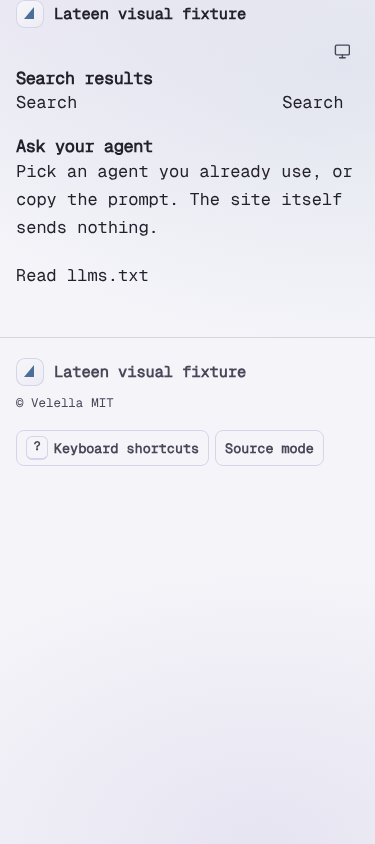 Lateen visual fixture
Search results
Search Search
Ask your agent
Pick an agent you already use, or
copy the prompt. The site itself
sends nothing.
Read llms.txt
Lateen visual fixture
© Velella MIT
? Keyboard shortcuts Source mode